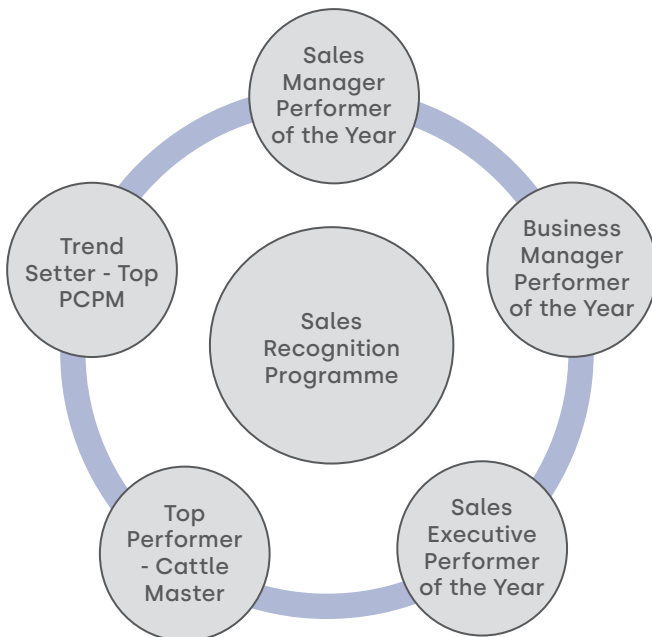 Sales
Manager
Performer
of the Year
Business
Manager
Performer
of the Year
Trend
Setter - Top
PCPM
Sales
Recognition
Programme
Sales
Executive
Performer
of the Year
Top
Performer
- Cattle
Master